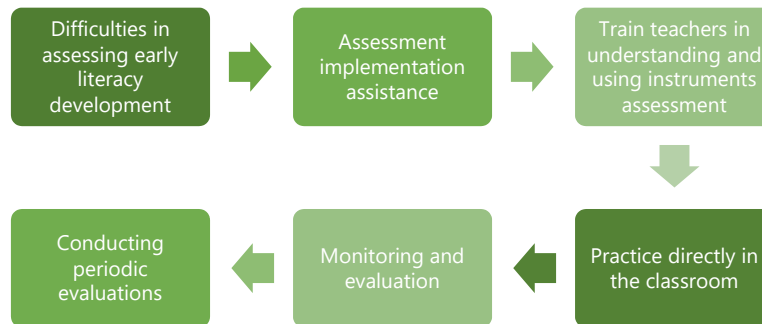 Difficulties in
assessing early
literacy
development
Assessment
implementation
assistance
Train teachers in
understanding and
using instruments
assessment
Practice directly in
the classroom
Monitoring and
evaluation
Conducting
periodic
evaluations